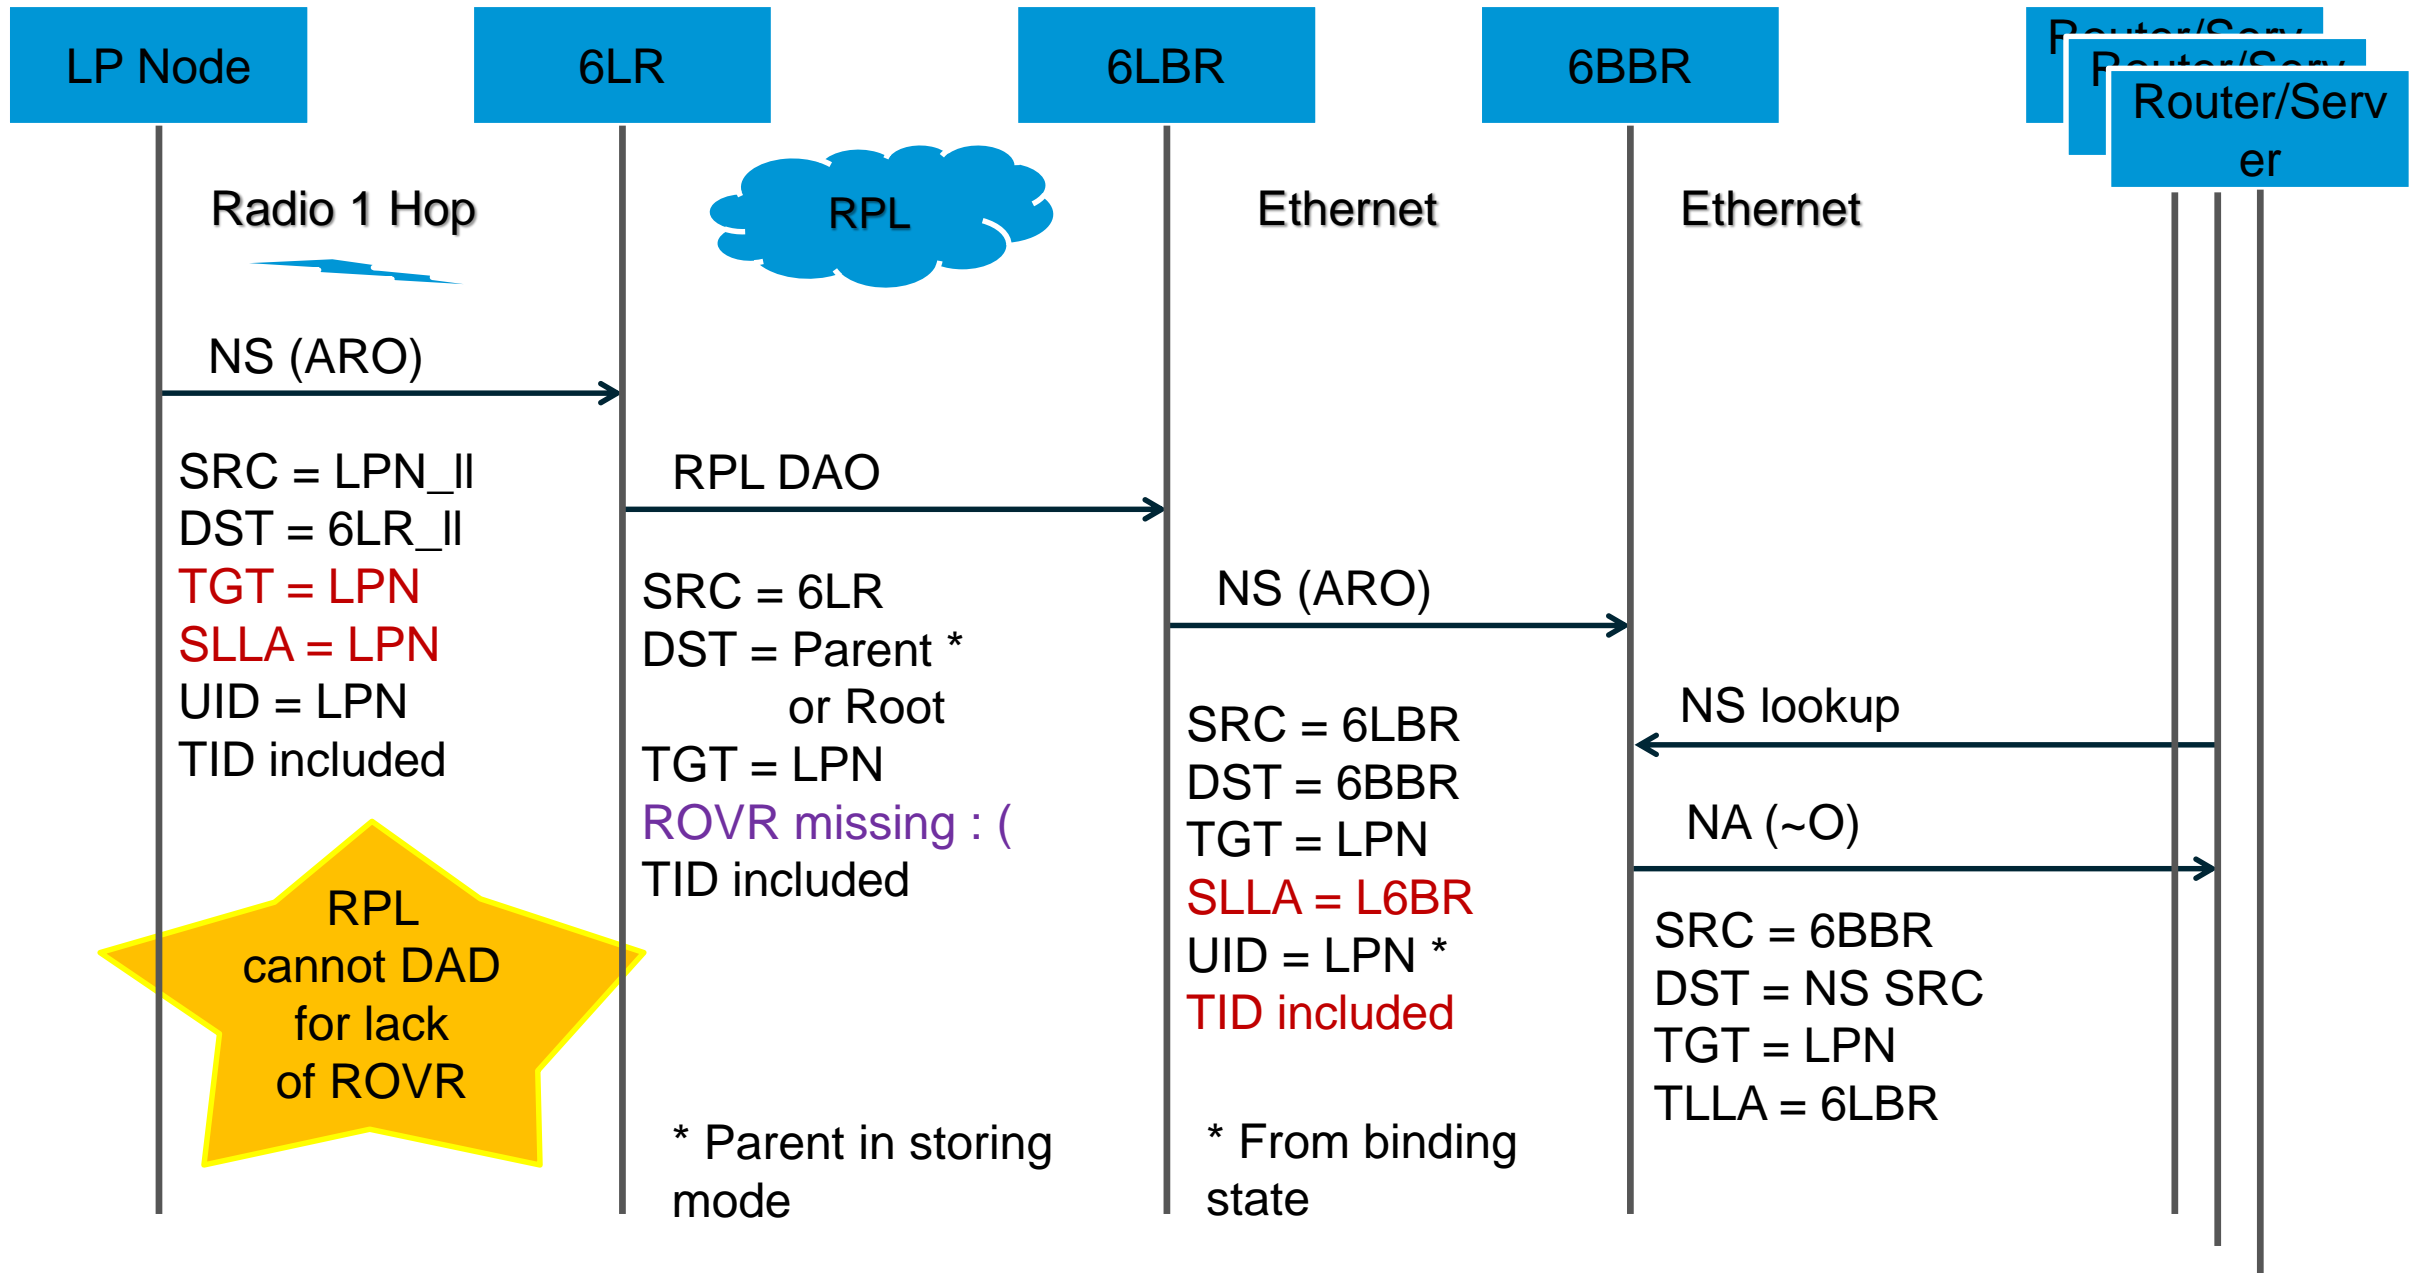 LP Node
6LR
6LBR
6BBR
Router/Serv
Router/Serv
Router/Serv
er
Radio 1 Hop
RPL
Ethernet
Ethernet
NS (ARO)
SRC = LPN_ll
DST = 6LR_ll
TGT = LPN
SLLA = LPN
UID = LPN
TID included
RPL
cannot DAD
for lack
of ROVR
RPL DAO
SRC = 6LR
DST = Parent *
or Root
TGT = LPN
ROVR missing : (
TID included
* Parent in storing
mode
NS (ARO)
SRC = 6LBR
DST = 6BBR
TGT = LPN
SLLA = L6BR
UID = LPN *
TID included
* From binding
state
NS lookup
NA (~O)
SRC = 6BBR
DST = NS SRC
TGT = LPN
TLLA = 6LBR